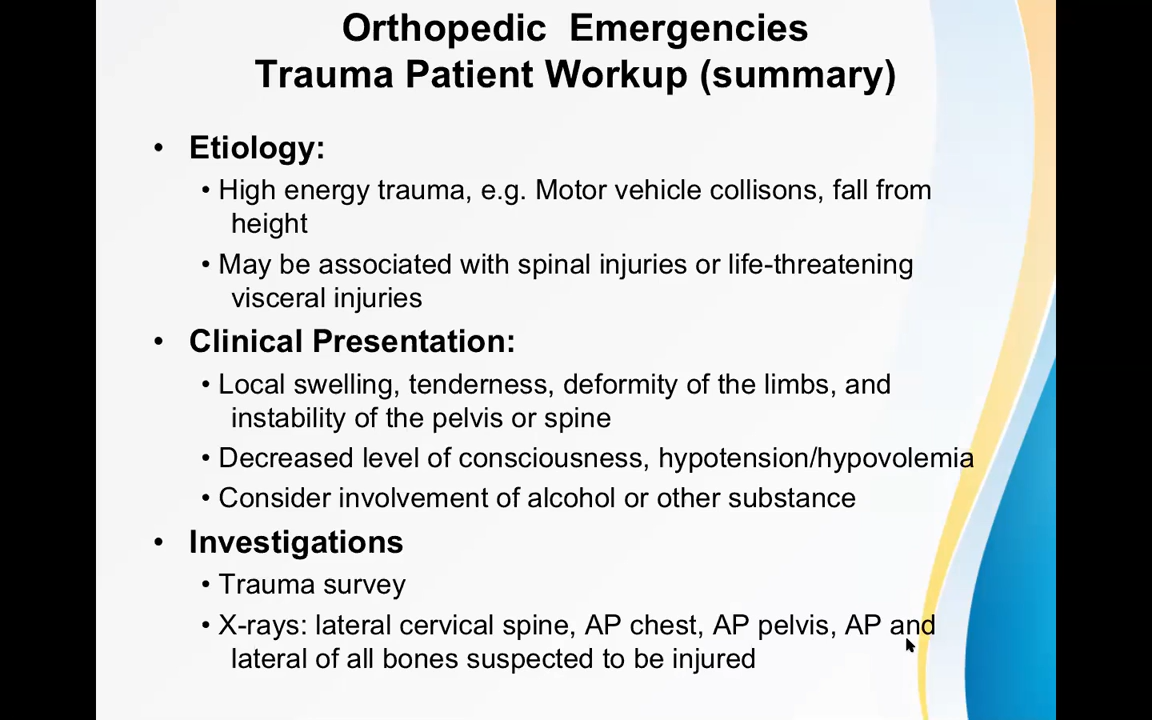 Orthopedic Emergencies
Trauma Patient Workup (summary)
• Etiology:
• High energy trauma, e.g. Motor vehicle collisons, fall from
height
• May be associated with spinal injuries or life-threatening
visceral injuries
• Clinical Presentation:
• Local swelling, tenderness, deformity of the limbs, and
instability of the pelvis or spine
• Decreased level of consciousness, hypotension/hypovolemia
• Consider involvement of alcohol or other substance
• Investigations
• Trauma survey
• X-rays: lateral cervical spine, AP chest, AP pelvis, AP and
lateral of all bones suspected to be injured